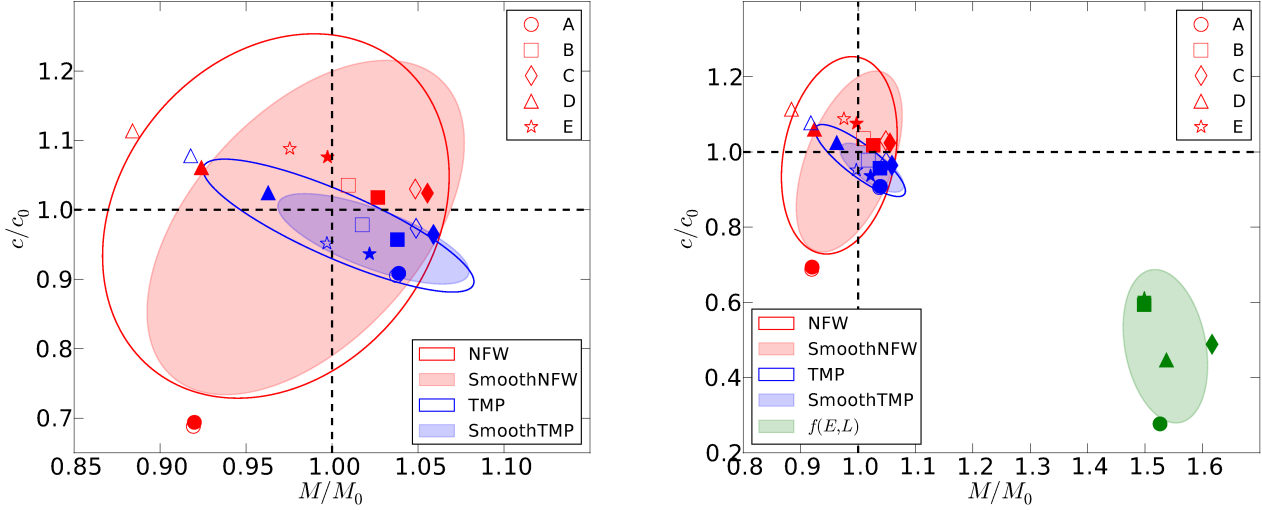 1.2
1.1
1.0
0.9
0.8
0.7
c/c₀
0.85
0.90
0.95
1.00
1.05
1.10
M/M₀
A
B
C
D
E
NFW
SmoothNFW
TMP
SmoothTMP
1.2
1.0
0.8
0.6
0.4
0.2
c/c₀
0.8
0.9
1.0
1.1
1.2
1.3
1.4
1.5
1.6
M/M₀
A
B
C
D
E
NFW
SmoothNFW
TMP
SmoothTMP
f(E,L)